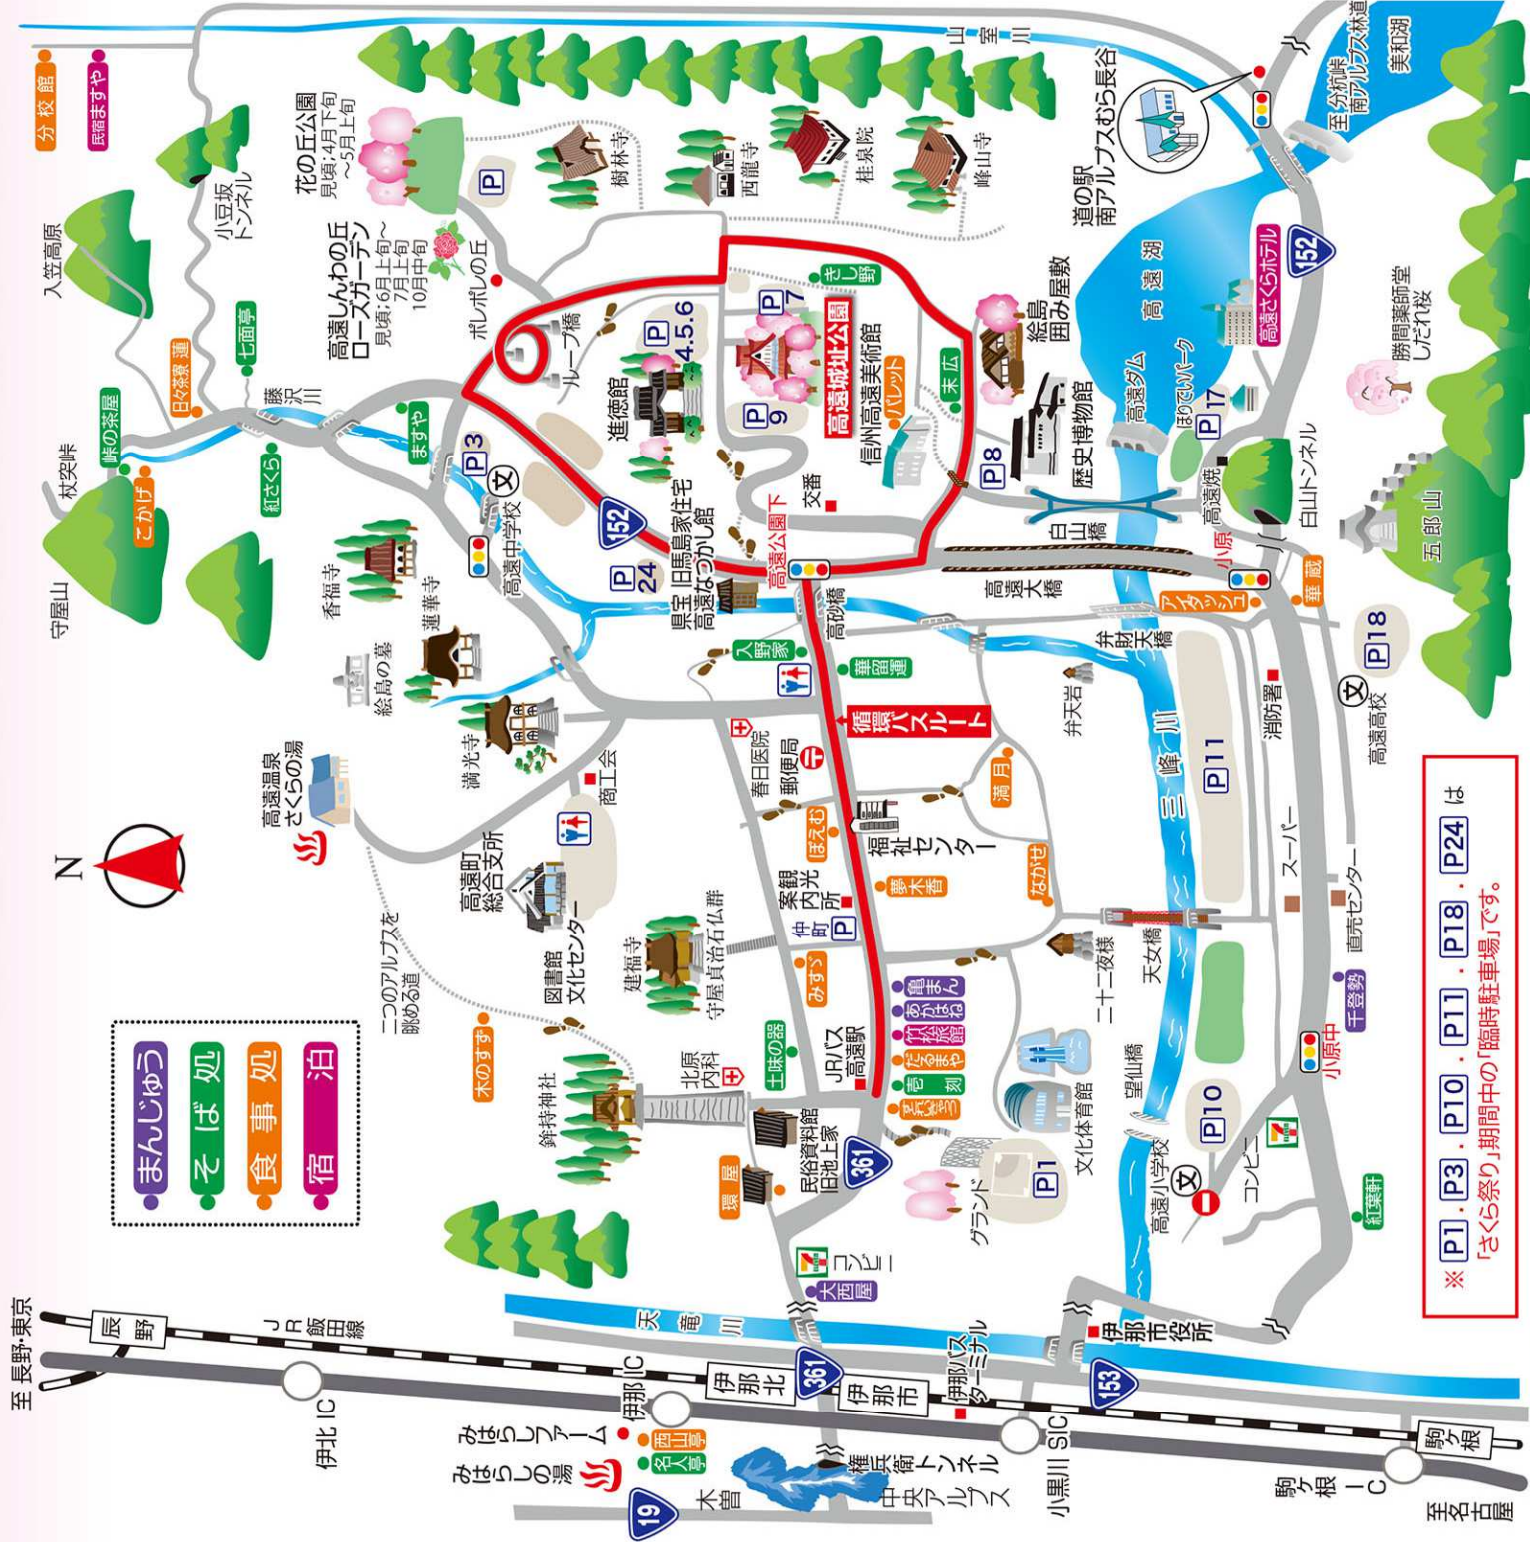 至 長野・東京
辰野
JR飯田線
伊北 IC
伊那 IC
伊那北
361
伊那市
伊那バス
ターミナル
小黒川 SIC
153
駒ヶ根
駒ヶ根 IC
至名古屋
みはらしファーム
みはらしの湯
西山亭
名人亭
19
木曽
権兵衛トンネル
中央アルプス
天竜川
伊那市役所
まんじゅう
そば処
食事処
宿泊
N
高遠温泉
さくらの湯
二つのアルプスを
眺める道
木のすず
鉾持神社
北原
内科
環屋
民俗資料館
旧池上家
361
コンビニ
大西屋
土味の器
JRバス
高遠駅
亀まん
あかはね
竹松旅館
だるまや
壱刻
グランド
P1
文化体育館
高遠町
総合支所
図書館
文化センター
商工会
建福寺
守屋貞治石仏群
みすゞ
仲町
P
観光
案内所
夢木香
ぽえむ
福祉センター
郵便局
春日医院
満月
ながせ
二十二夜様
天女橋
望仙橋
高遠小学校
文
P10
コンビニ
紅葉軒
小原中
千登勢
直売センター
スーパー
P11
三峰川
弁天岩
弁財天橋
消防署
高遠高校
文
P18
循環バスルート
華留運
入野家
高砂橋
満光寺
絵島の墓
蓮華寺
香福寺
守屋山
杖突峠
こかげ
峠の茶屋
紅さくら
日々茶寮 蓮
七面亭
藤沢川
ますや
入笠高原
小豆坂
トンネル
分校館
民宿ますや
高遠中学校
文
P3
152
P
24
県宝 旧馬島家住宅
高遠なつかし館
高遠公園下
交番
花の丘公園
見頃;4月下旬
～5月上旬
高遠しんわの丘
ローズガーデン
見頃;6月上旬～
7月上旬
10月中旬
ポレポレの丘
ループ橋
P
進徳館
P
4.5.6
P
7
P
9
高遠城址公園
きし野
信州高遠美術館
パレット
末広
P8
絵島
囲み屋敷
歴史博物館
樹林寺
西龍寺
桂泉院
峰山寺
山室川
道の駅
南アルプスむら長谷
至 分杭峠
南アルプス林道
美和湖
高遠湖
高遠さくらホテル
152
高遠ダム
ほりでいパーク
P17
高遠焼
白山トンネル
白山橋
高遠大橋
小原
アマダッシュ
華蔵
勝間薬師堂
しだれ桜
五郎山
※ P1 . P3 . P10 . P11 . P18 . P24 は
「さくら祭り」期間中の「臨時駐車場」です。